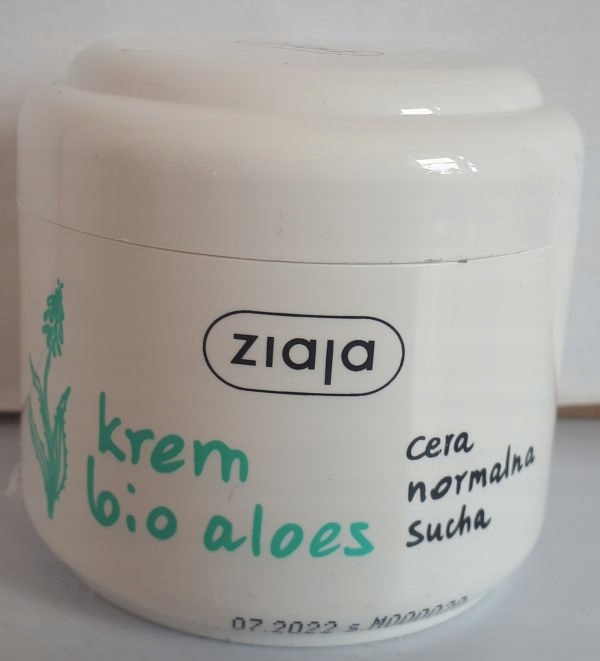 ziaja
krem
bio aloes
cera
normalna
sucha
07.2022 s.